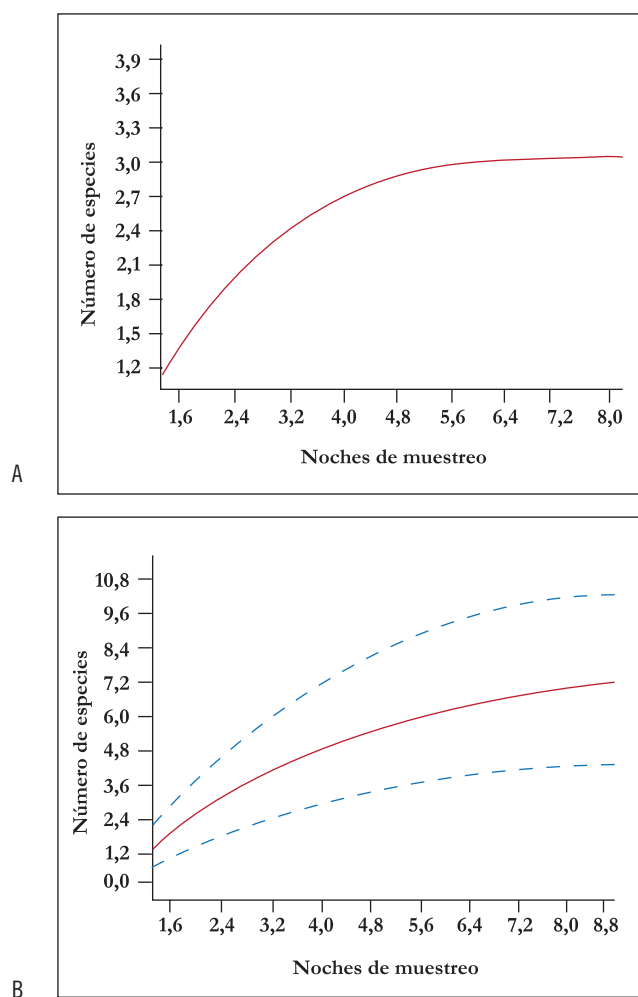 3,9
3,6
3,3
3,0
2,7
2,4
2,1
1,8
1,5
1,2
Número de especies
1,6 2,4 3,2 4,0 4,8 5,6 6,4 7,2 8,0
Noches de muestreo
A
10,8
9,6
8,4
7,2
6,0
4,8
3,6
2,4
1,2
0,0
Número de especies
1,6 2,4 3,2 4,0 4,8 5,6 6,4 7,2 8,0 8,8
Noches de muestreo
B